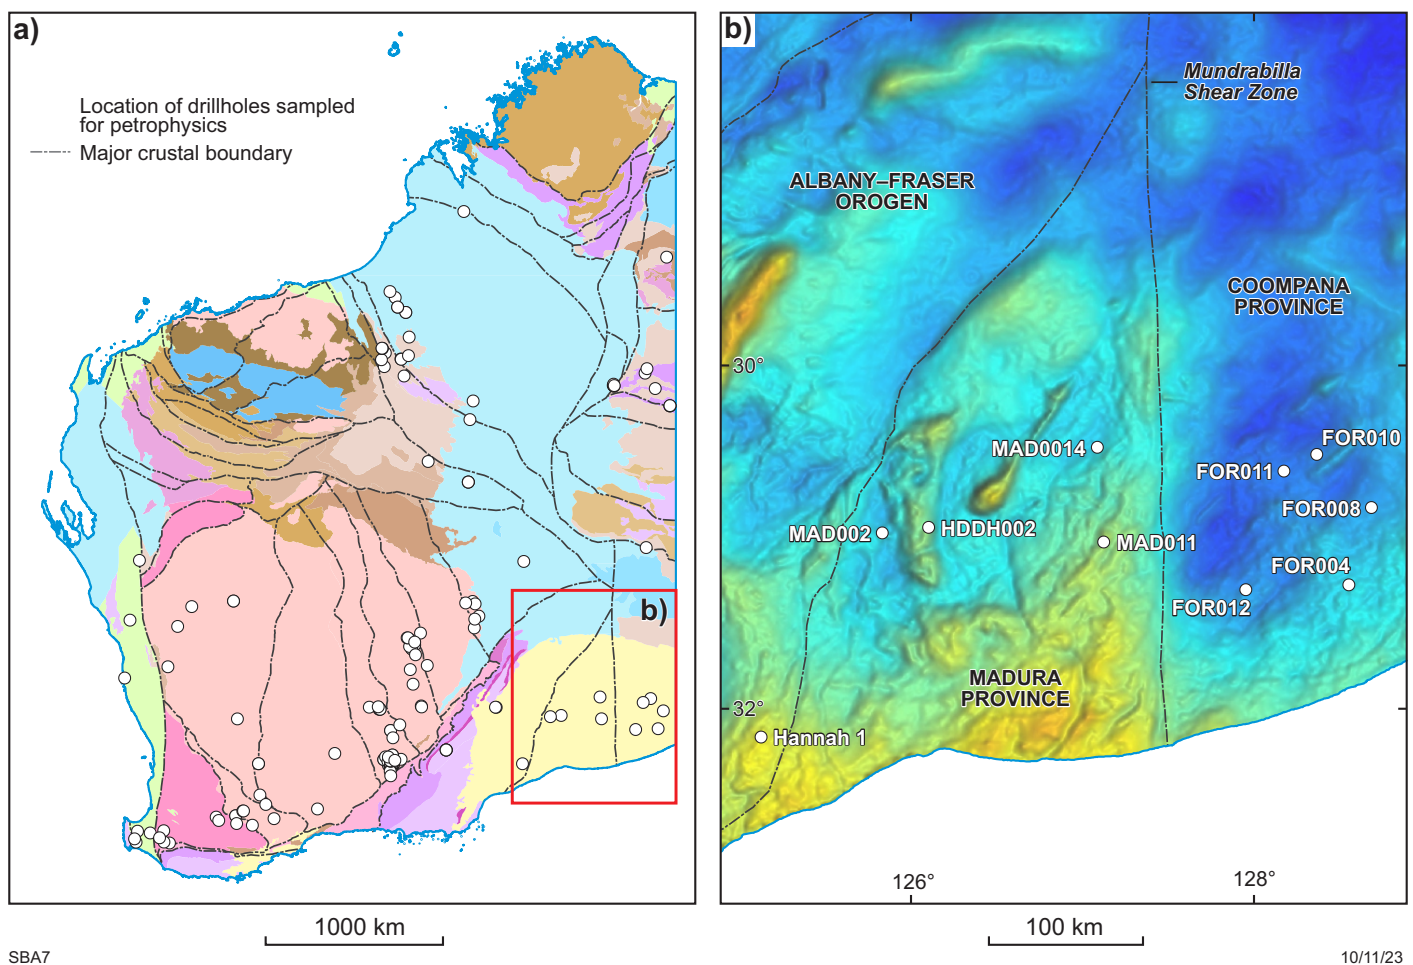 a)
Location of drillholes sampled
for petrophysics
Major crustal boundary
b)
1000 km
SBA7
b)
Mundrabilla
Shear Zone
ALBANY–FRASER
OROGEN
COOMPANA
PROVINCE
30°
MAD0014
FOR010
FOR011
FOR008
MAD002
HDDH002
MAD011
FOR004
FOR012
MADURA
PROVINCE
32°
Hannah 1
126°
128°
100 km
10/11/23